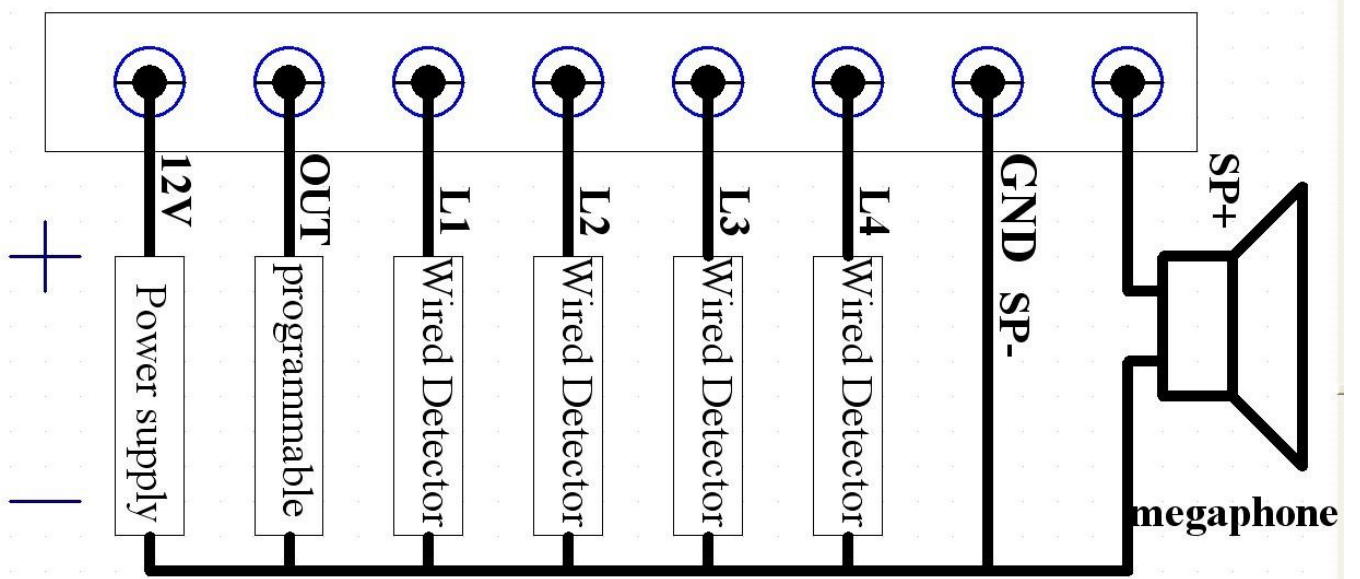 12V
OUT
L1
L2
L3
L4
GND SP-
SP+
Power supply
programmable
Wired Detector
Wired Detector
Wired Detector
Wired Detector
megaphone